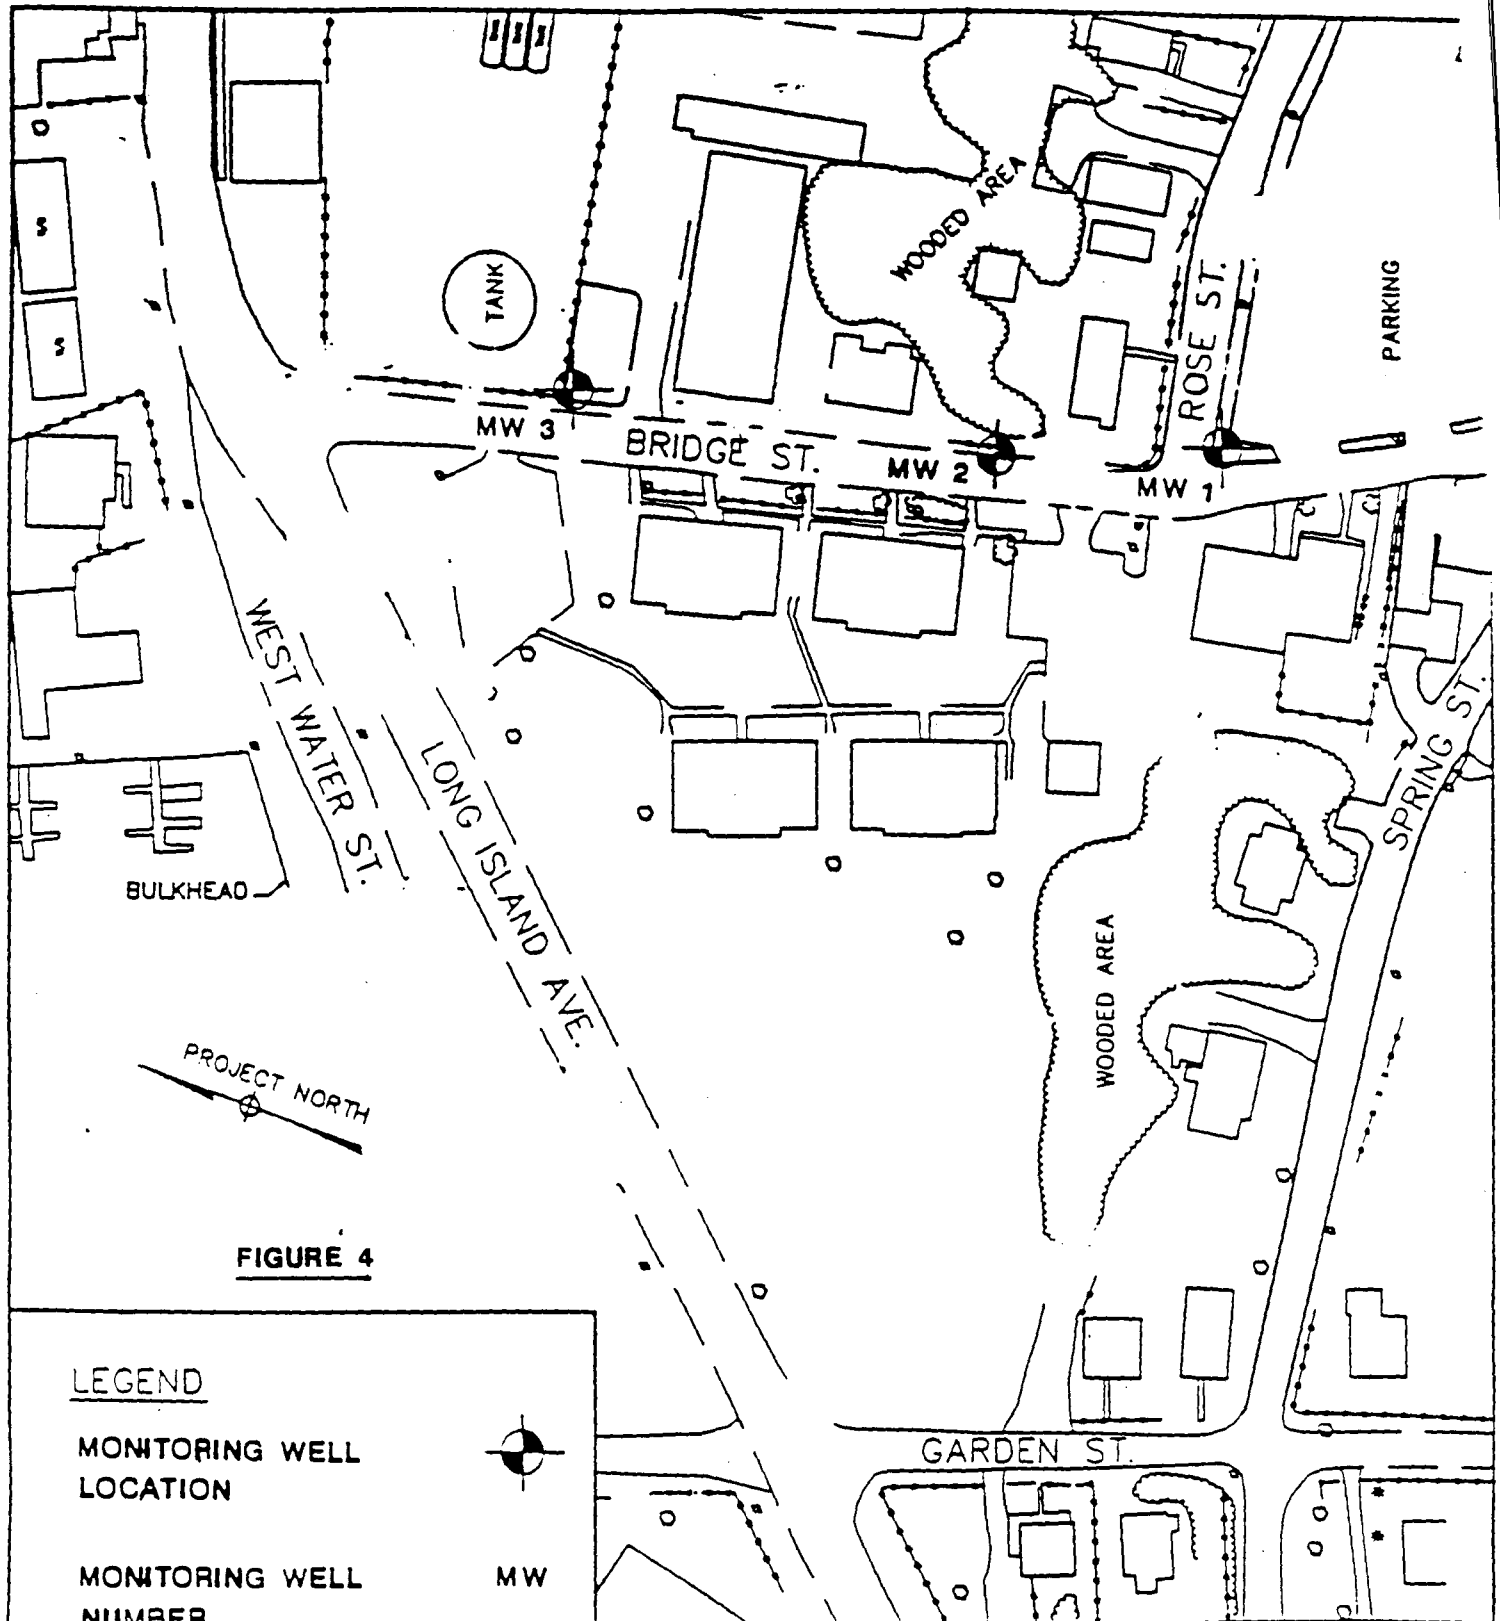 WOODED AREA
TANK
ROSE ST.
PARKING
MW 3
BRIDGE ST.
MW 2
MW 1
WEST WATER ST.
LONG ISLAND AVE.
SPRING ST.
BULKHEAD
WOODED AREA
PROJECT NORTH
FIGURE 4
LEGEND
MONITORING WELL
LOCATION
GARDEN ST.
MONITORING WELL
MW
NUMBER
S
S